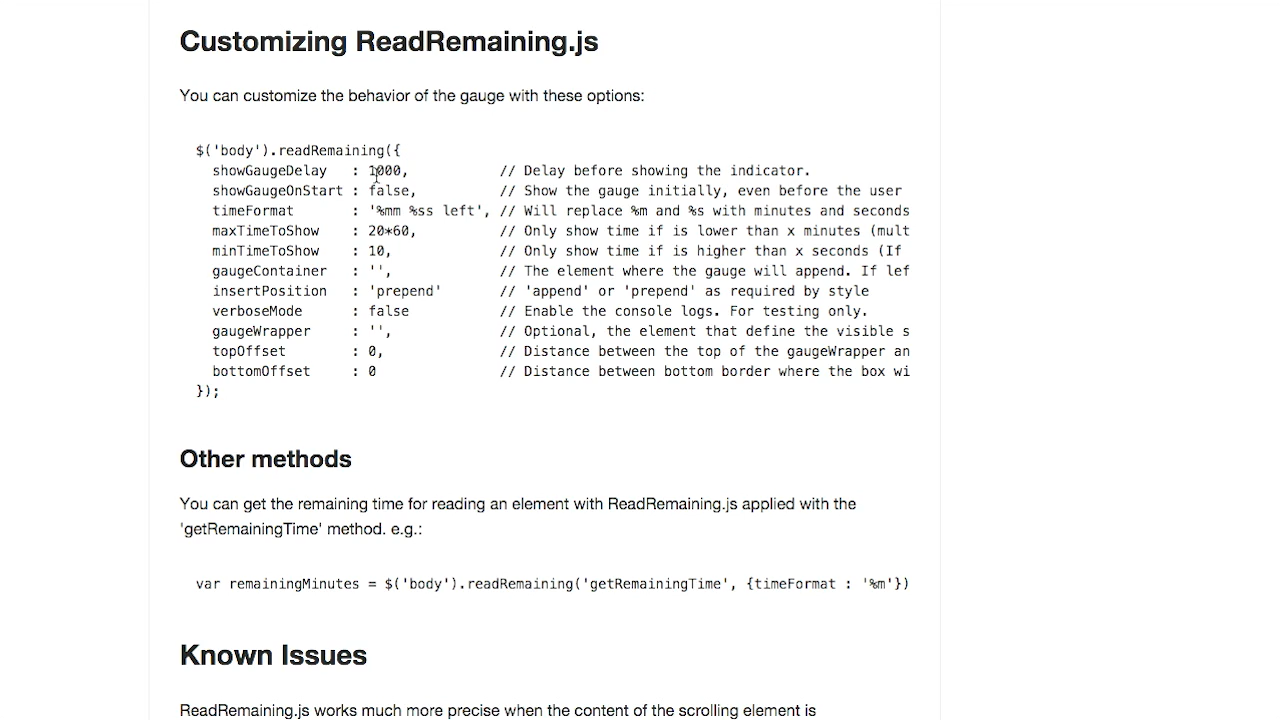 Customizing ReadRemaining.js
You can customize the behavior of the gauge with these options:
$('body').readRemaining({
showGaugeDelay : 1000, // Delay before showing the indicator.
showGaugeOnStart : false, // Show the gauge initially, even before the user
timeFormat : '%mm %ss left', // Will replace %m and %s with minutes and seconds
maxTimeToShow : 20*60, // Only show time if is lower than x minutes (mult
minTimeToShow : 10, // Only show time if is higher than x seconds (If
gaugeContainer : '', // The element where the gauge will append. If lef
insertPosition : 'prepend' // 'append' or 'prepend' as required by style
verboseMode : false // Enable the console logs. For testing only.
gaugeWrapper : '', // Optional, the element that define the visible s
topOffset : 0, // Distance between the top of the gaugeWrapper an
bottomOffset : 0 // Distance between bottom border where the box wi
});
Other methods
You can get the remaining time for reading an element with ReadRemaining.js applied with the
'getRemainingTime' method. e.g.:
var remainingMinutes = $('body').readRemaining('getRemainingTime', {timeFormat : '%m'})
Known Issues
ReadRemaining.js works much more precise when the content of the scrolling element is